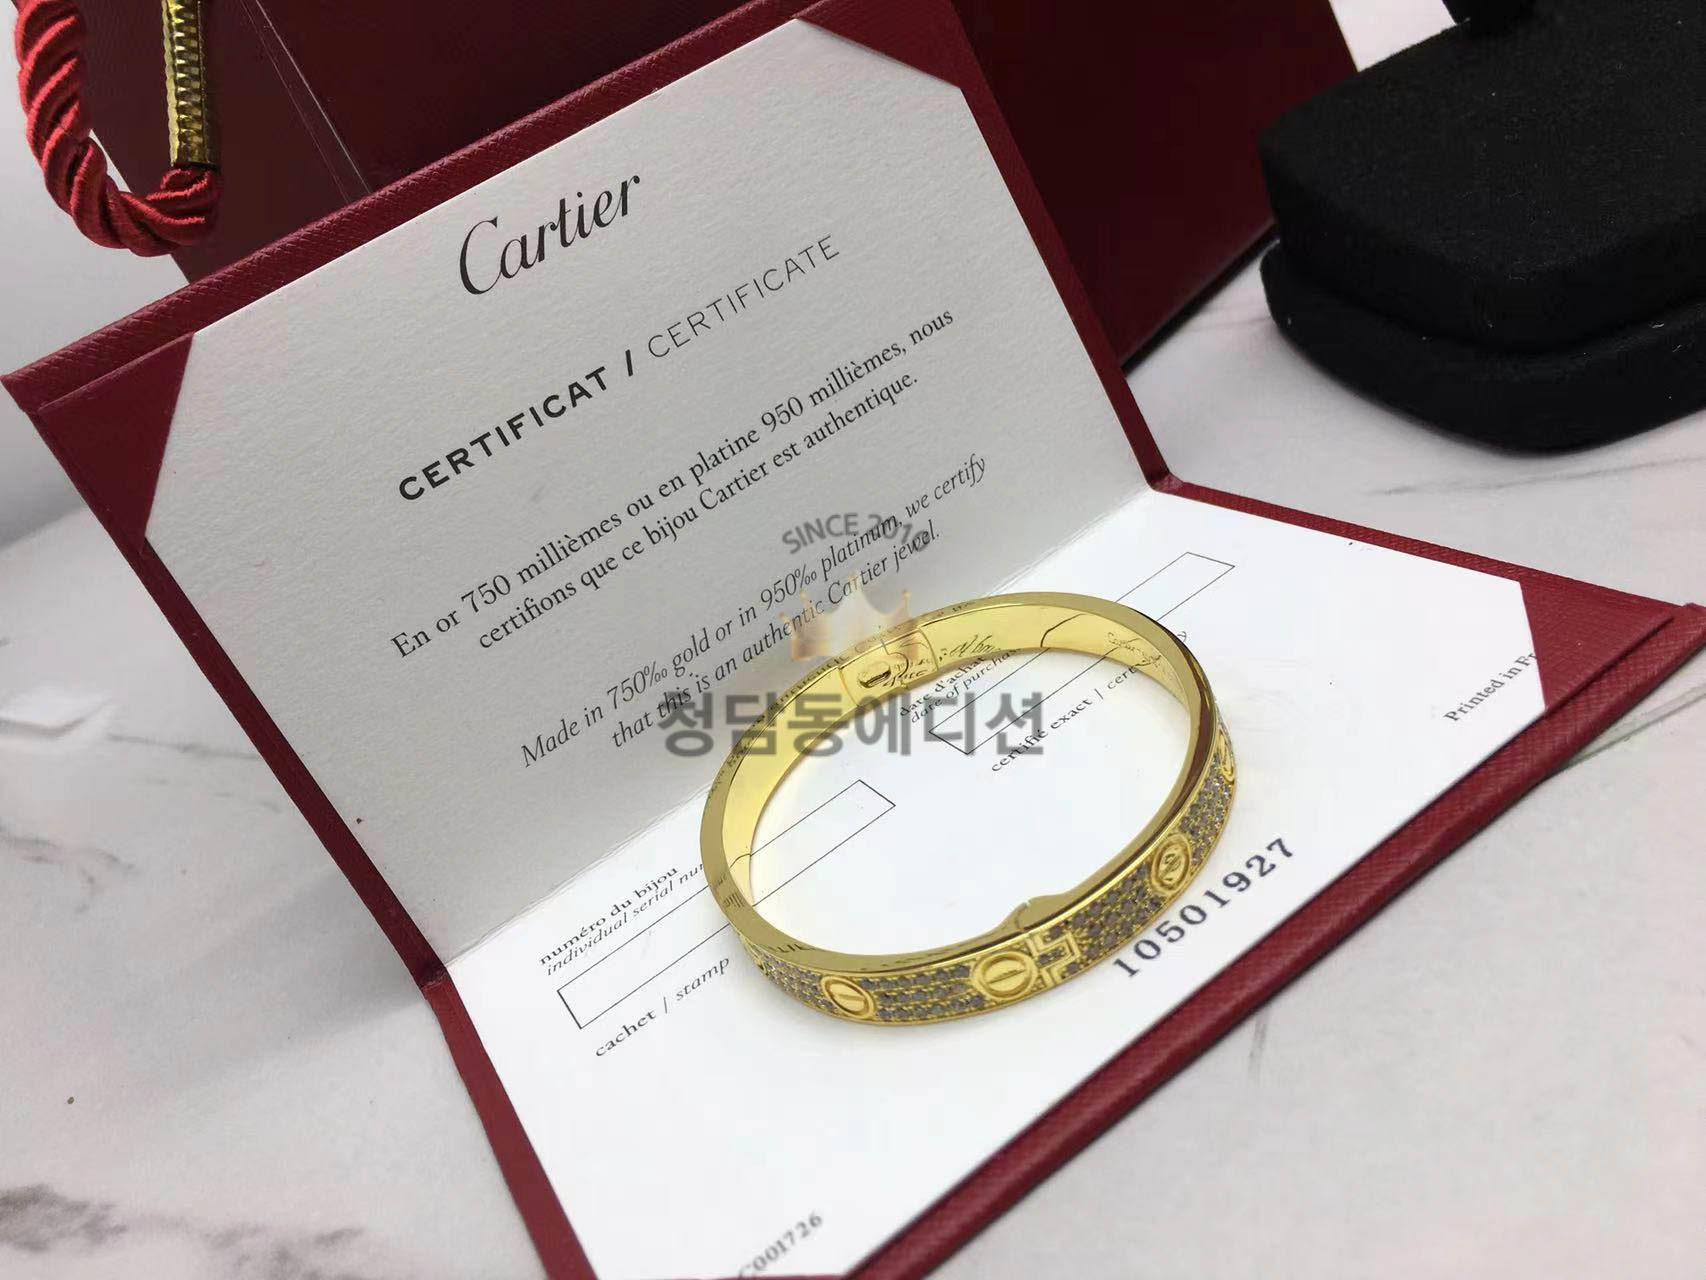 Cartier
CERTIFICAT / CERTIFICATE
En or 750 millièmes ou en platine 950 millièmes, nous
certifions que ce bijou Cartier est authentique.
Made in 750‰ gold or in 950‰ platinum, we certify
that this is an authentic Cartier jewel.
SINCE 2018
청담동에디션
date d'achat
date of purchase
certifié exact /
numéro du bijou
individual serial
cachet / stamp
Printed in
10501927
C001726